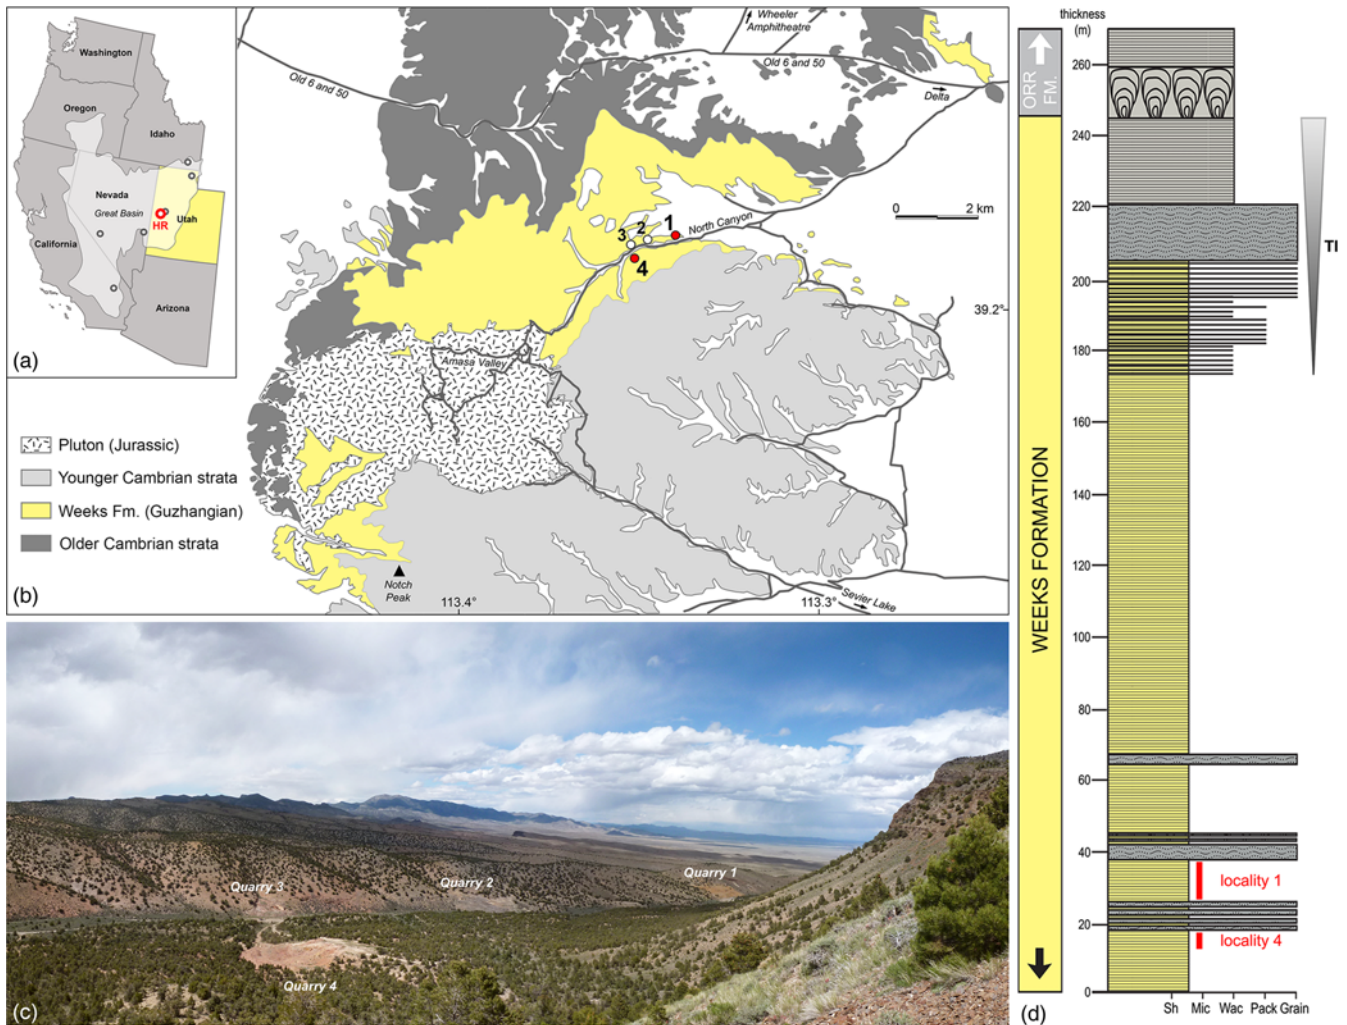 Washington
Oregon
Idaho
Nevada
Great Basin
Utah
HR
California
Arizona
(a)
Wheeler
Amphitheatre
Old 6 and 50
Old 6 and 50
Delta
North Canyon
1
2
3
4
0
2 km
39.2°
Amasa Valley
Pluton (Jurassic)
Younger Cambrian strata
Weeks Fm. (Guzhangian)
Older Cambrian strata
Notch
Peak
113.4°
113.3°
Sevier Lake
(b)
Quarry 1
Quarry 2
Quarry 3
Quarry 4
(c)
thickness
(m)
ORR
FM.
WEEKS FORMATION
260
240
220
200
180
160
140
120
100
80
60
40
20
0
TI
locality 1
locality 4
Sh Mic Wac Pack Grain
(d)